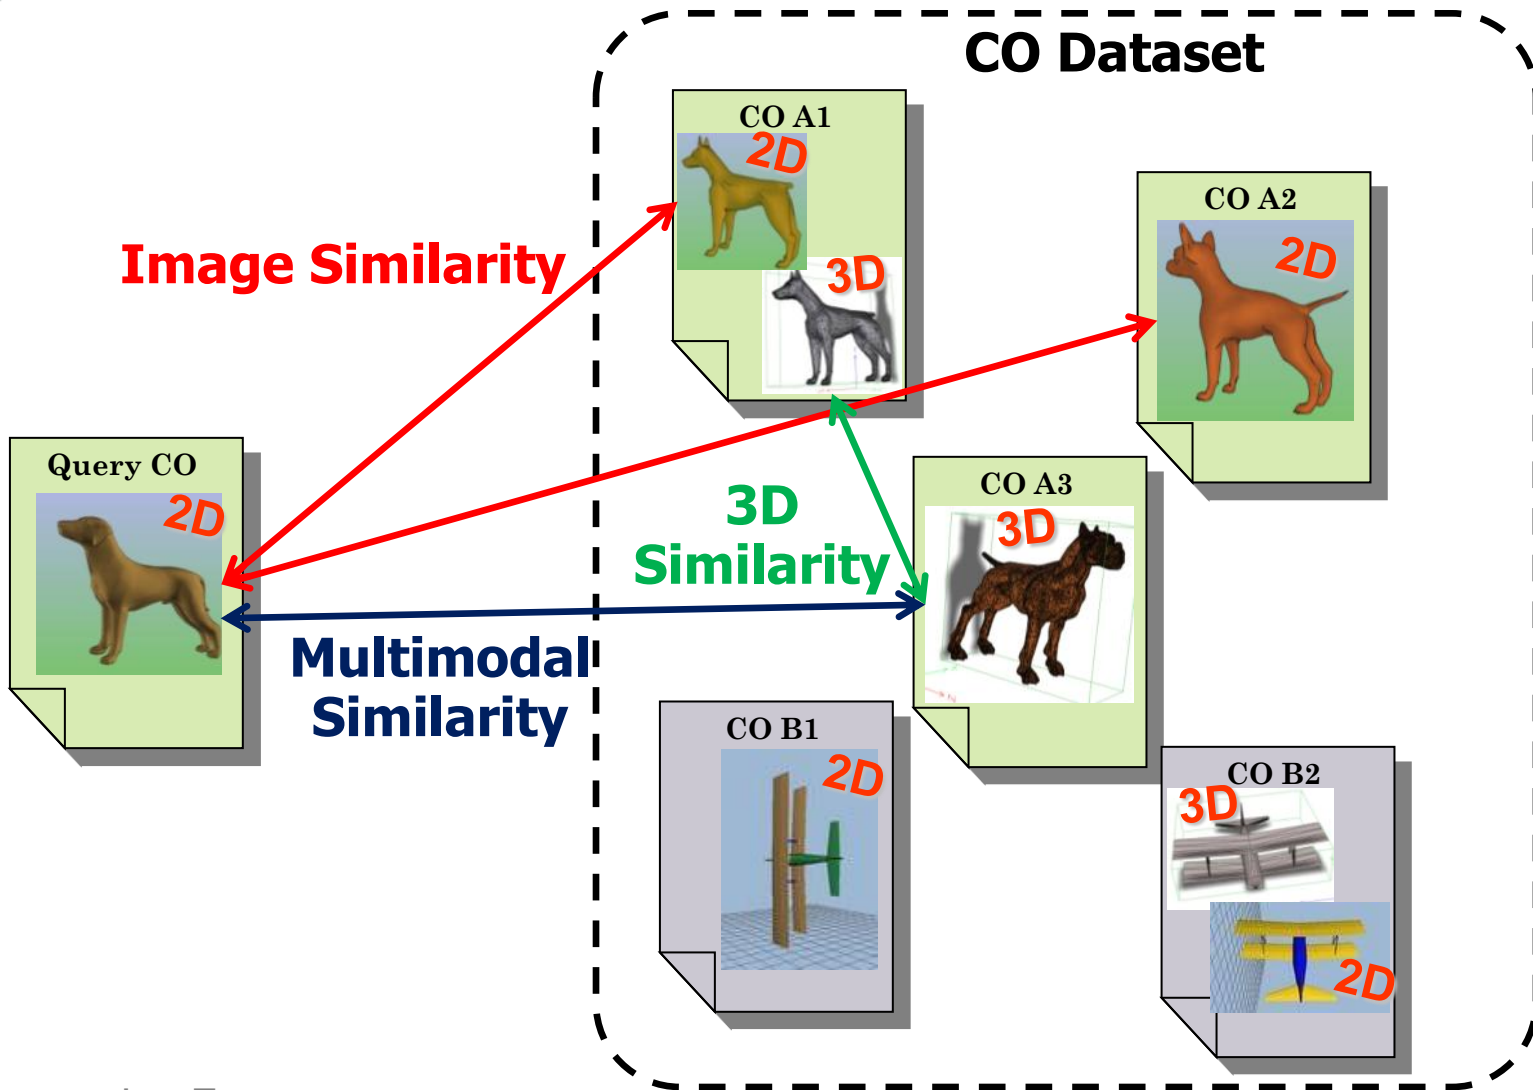 CO Dataset
CO A1
2D
3D
Image Similarity
CO A2
2D
Query CO
2D
3D
Similarity
CO A3
3D
Multimodal
Similarity
CO B1
2D
CO B2
3D
2D